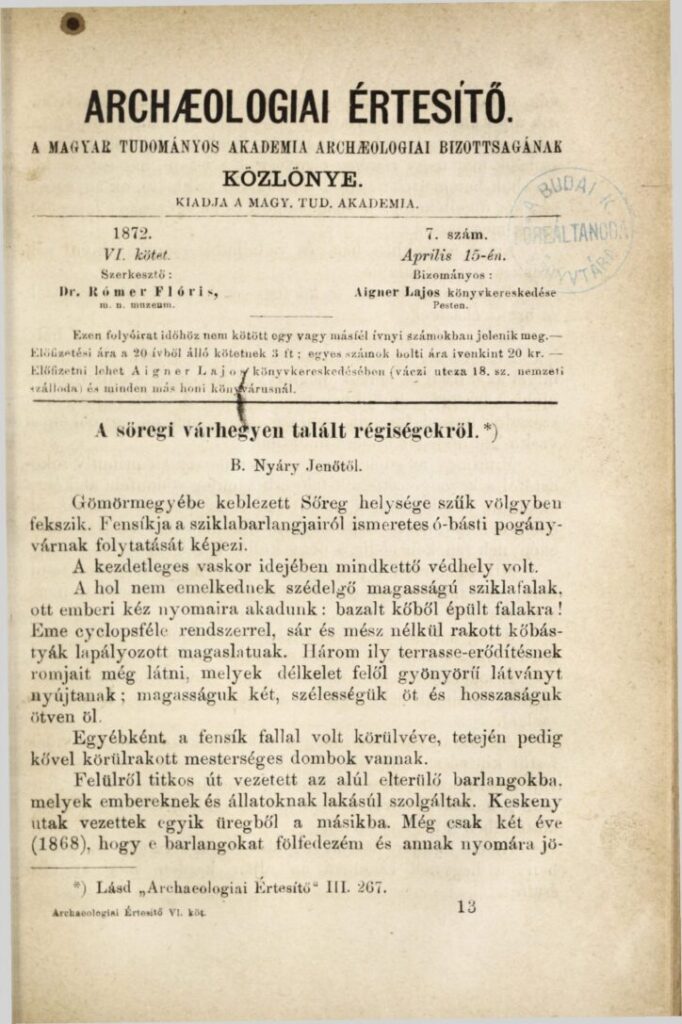 ARCHÆOLOGIAI ÉRTESÍTŐ.
A MAGYAR TUDOMÁNYOS AKADEMIA ARCHÆOLOGIAI BIZOTTSAGÁNAK
KÖZLÖNYE.
KIADJA A MAGY. TUD. AKADEMIA.
1872.
VI. kötet.
Szerkesztő:
Dr. Rómer Flóris,
m. n. muzeum.
7. szám.
Április 15-én.
Bizományos:
Aigner Lajos könyvkereskedése
Pesten.
A BUDAI K
FŐREÁLTANODA
NYVTÁRA
Ezen folyóirat időhöz nem kötött egy vagy másfél ívnyi számokban jelenik meg.—
Előfizetési ára a 20 ívből álló kötetnek 3 ft; egyes számok bolti ára ivenkint 20 kr. —
Előfizetni lehet Aigner Lajos könyvkereskedésében (váczi utcza 18. sz. nemzeti
szálloda) és minden más honi könyvárusnál.
A söregi várhegyen talált régiségekről.*)
B. Nyáry Jenőtől.
Gömörmegyébe keblezett Sőreg helysége szűk völgyben
fekszik. Fensíkja a sziklabarlangjairól ismeretes ó-básti pogány-
várnak folytatását képezi.
A kezdetleges vaskor idejében mindkettő védhely volt.
A hol nem emelkednek szédelgő magasságú sziklafalak,
ott emberi kéz nyomaira akadunk: bazalt kőből épült falakra!
Eme cyclopsféle rendszerrel, sár és mész nélkül rakott kőbás-
tyák lapályozott magaslatuak. Három ily terrasse-erődítésnek
romjait még látni, melyek délkelet felől gyönyörű látványt
nyújtanak; magasságuk két, szélességük öt és hosszaságuk
ötven öl.
Egyébként a fensík fallal volt körülvéve, tetején pedig
kővel körülrakott mesterséges dombok vannak.
Felülről titkos út vezetett az alúl elterülő barlangokba,
melyek embereknek és állatoknak lakásúl szolgáltak. Keskeny
utak vezettek egyik üregből a másikba. Még csak két éve
(1868), hogy e barlangokat fölfedezém és annak nyomára jö-
*) Lásd „Archaeologiai Értesítő“ III. 267.
Archaeologiai Értesítő VI. köt.
13